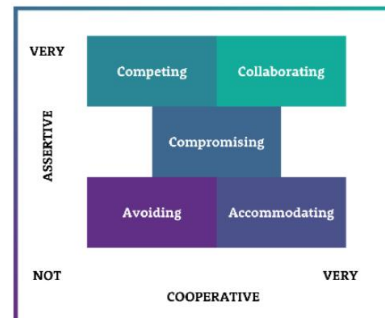 VERY
Competing Collaborating
ASSERTIVE
Compromising
Avoiding Accommodating
NOT VERY
COOPERATIVE